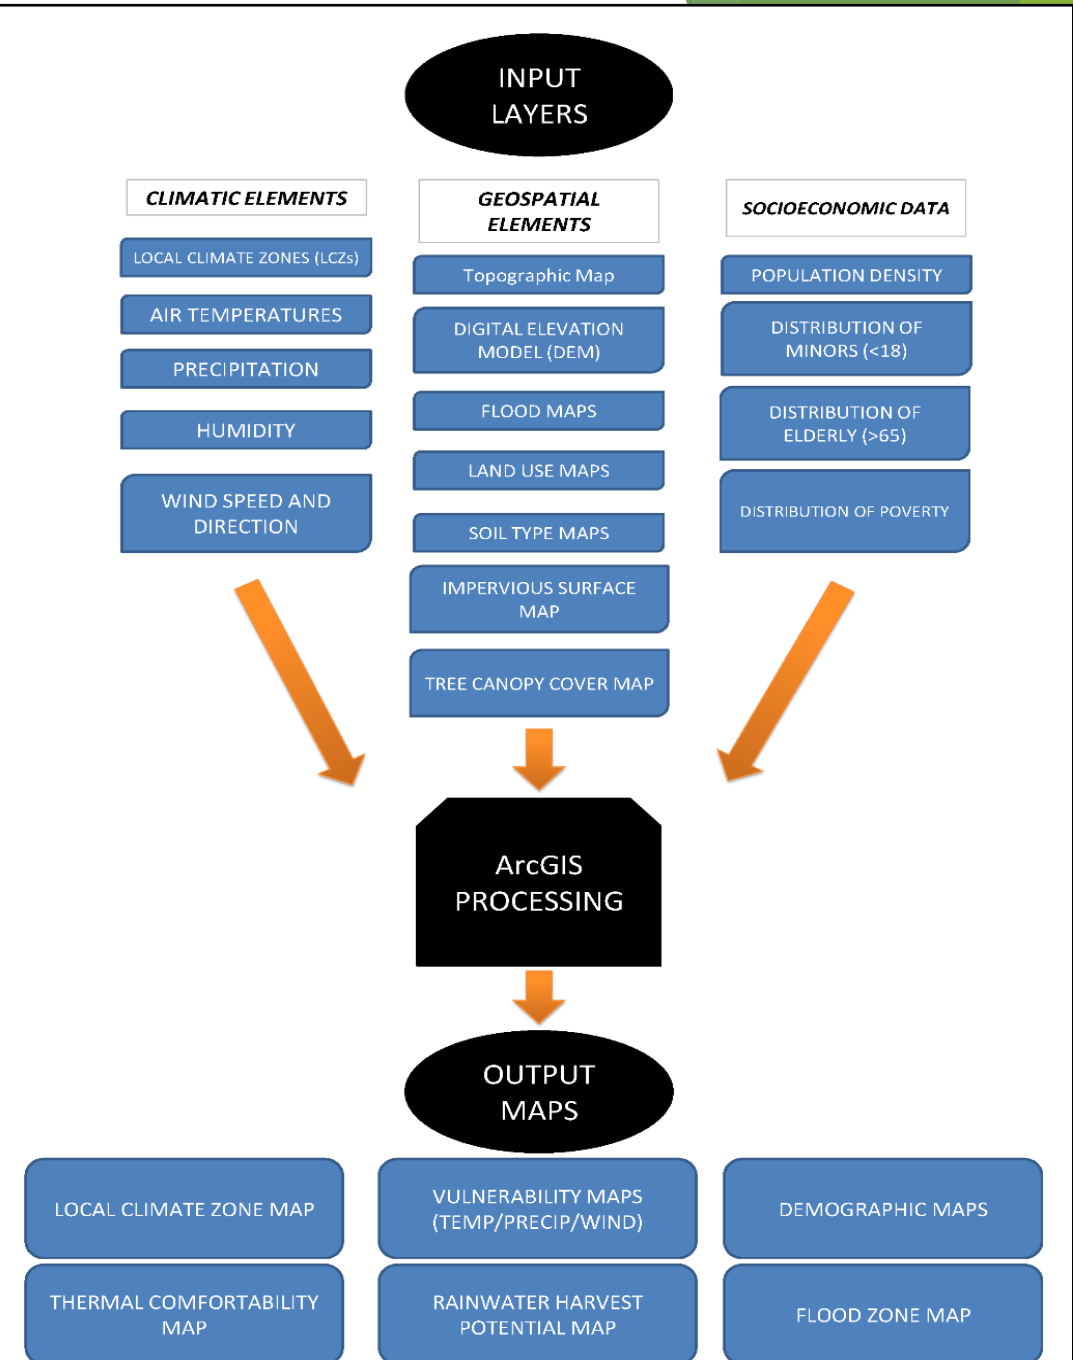 INPUT
LAYERS
CLIMATIC ELEMENTS
LOCAL CLIMATE ZONES (LCZs)
AIR TEMPERATURES
PRECIPITATION
HUMIDITY
WIND SPEED AND
DIRECTION
GEOSPATIAL
ELEMENTS
Topographic Map
DIGITAL ELEVATION
MODEL (DEM)
FLOOD MAPS
LAND USE MAPS
SOIL TYPE MAPS
IMPERVIOUS SURFACE
MAP
TREE CANOPY COVER MAP
SOCIOECONOMIC DATA
POPULATION DENSITY
DISTRIBUTION OF
MINORS (<18)
DISTRIBUTION OF
ELDERLY (>65)
DISTRIBUTION OF POVERTY
ArcGIS
PROCESSING
OUTPUT
MAPS
LOCAL CLIMATE ZONE MAP
VULNERABILITY MAPS
(TEMP/PRECIP/WIND)
DEMOGRAPHIC MAPS
THERMAL COMFORTABILITY
MAP
RAINWATER HARVEST
POTENTIAL MAP
FLOOD ZONE MAP